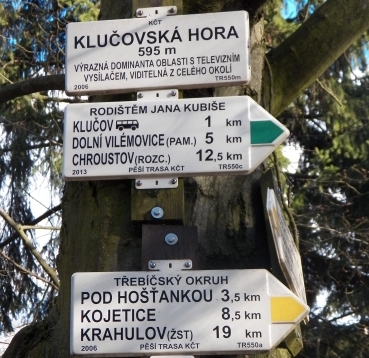 KČT
KLUČOVSKÁ HORA
595 m
VÝRAZNÁ DOMINANTA OBLASTI S TELEVIZNÍM
VYSÍLAČEM, VIDITELNÁ Z CELÉHO OKOLÍ
2006 TR550m
RODIŠTĚM JANA KUBIŠE
KLUČOV 1 km
DOLNÍ VILÉMOVICE (PAM.) 5 km
CHROUSTOV (ROZC.) 12,5 km
2013 PĚŠÍ TRASA KČT TR550c
TŘEBÍČSKÝ OKRUH
POD HOŠŤANKOU 3,5 km
KOJETICE 8,5 km
KRAHULOV (ŽST) 19 km
2006 PĚŠÍ TRASA KČT TR550a